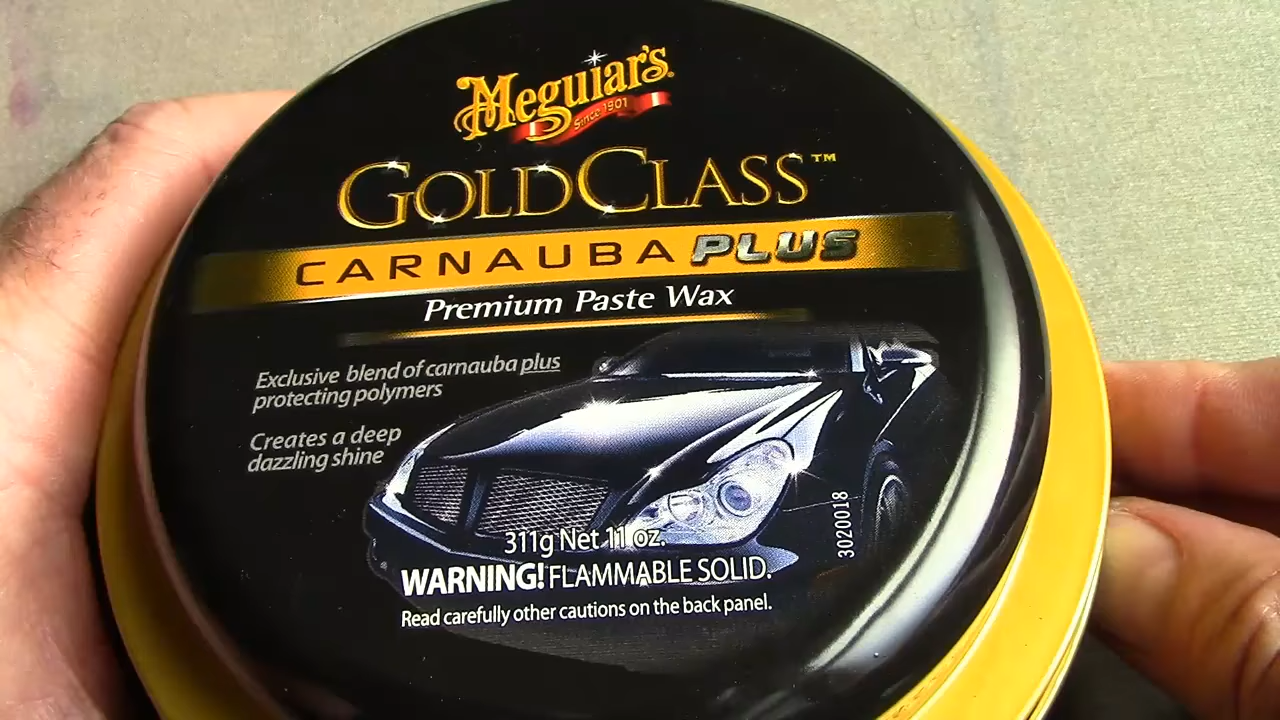 Meguiar's
Since 1901
GOLDCLASS™
CARNAUBA PLUS
Premium Paste Wax
Exclusive blend of carnauba plus
protecting polymers
Creates a deep
dazzling shine
3020018
311g Net 11 oz.
WARNING! FLAMMABLE SOLID.
Read carefully other cautions on the back panel.